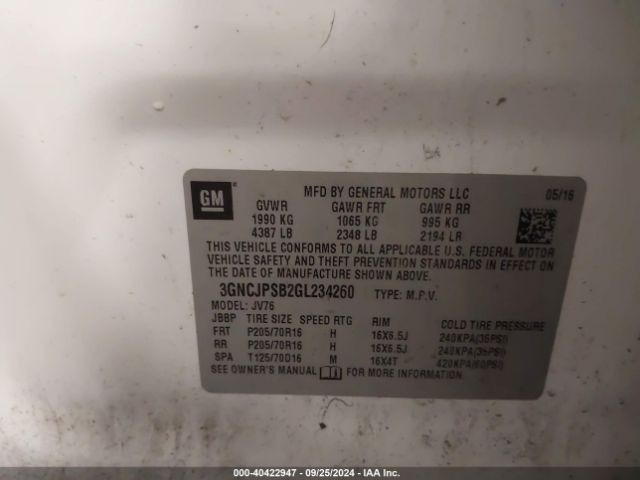 GM
MFD BY GENERAL MOTORS LLC
05/16
GVWR GAWR FRT GAWR RR
1990 KG 1065 KG 995 KG
4387 LB 2348 LB 2194 LB
THIS VEHICLE CONFORMS TO ALL APPLICABLE U.S. FEDERAL MOTOR
VEHICLE SAFETY AND THEFT PREVENTION STANDARDS IN EFFECT ON
THE DATE OF MANUFACTURE SHOWN ABOVE.
3GNCJPSB2GL234260 TYPE: M.P.V.
MODEL: JV76
JBBP TIRE SIZE SPEED RTG RIM COLD TIRE PRESSURE
FRT P205/70R16 H 16X6.5J 240KPA(35PSI)
RR P205/70R16 H 16X6.5J 240KPA(35PSI)
SPA T125/70D16 M 16X4T 420KPA(60PSI)
SEE OWNER'S MANUAL FOR MORE INFORMATION
000-40422947 - 09/25/2024 - IAA Inc.